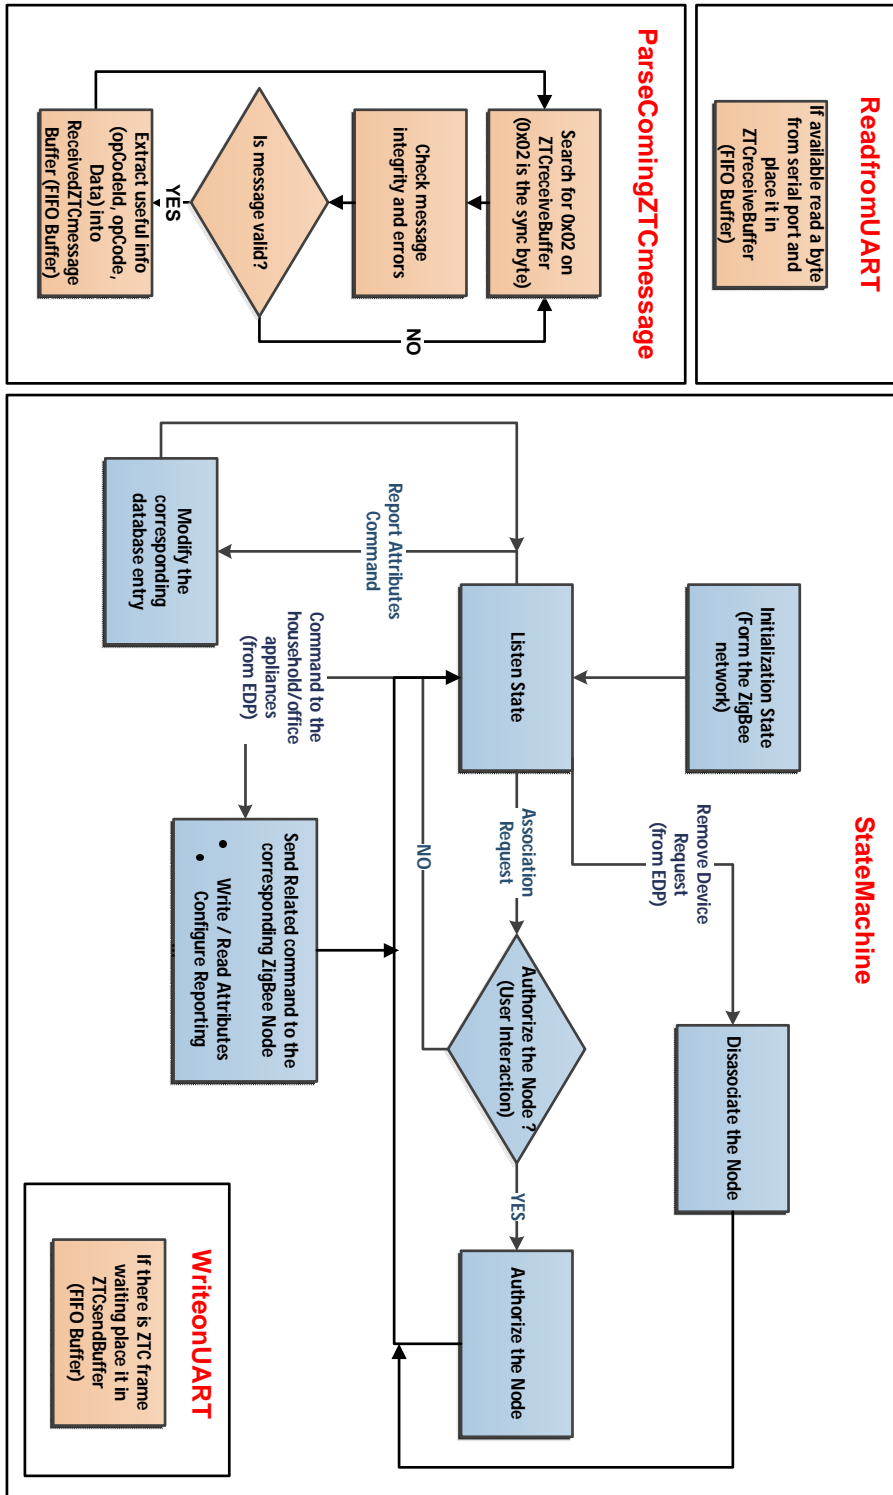 ReadfromUART
If available read a byte
from serial port and
place it in
ZTCreceiveBuffer
(FIFO Buffer)
ParseComingZTCmessage
Search for 0x02 on
ZTCreceiveBuffer
(0x02 is the sync byte)
Check message
integrity and errors
Is message valid?
NO
YES
Extract useful info
(opCodeId, opCode,
Data) into
ReceivedZTCmessage
Buffer (FIFO Buffer)
StateMachine
Initialization State
(Form the ZigBee
network)
Remove Device
Request
(from EDP)
Disasociate the Node
Listen State
Association
Request
Authorize the Node ?
(User Interaction)
YES
Authorize the Node
NO
Report Attributes
Command
Modify the
corresponding
database entry
Command to the
household/office
appliances
(from EDP)
Send Related command to the
corresponding ZigBee Node
• Write / Read Attributes
• Configure Reporting
...
WriteonUART
If there is ZTC frame
waiting place it in
ZTCsendBuffer
(FIFO Buffer)